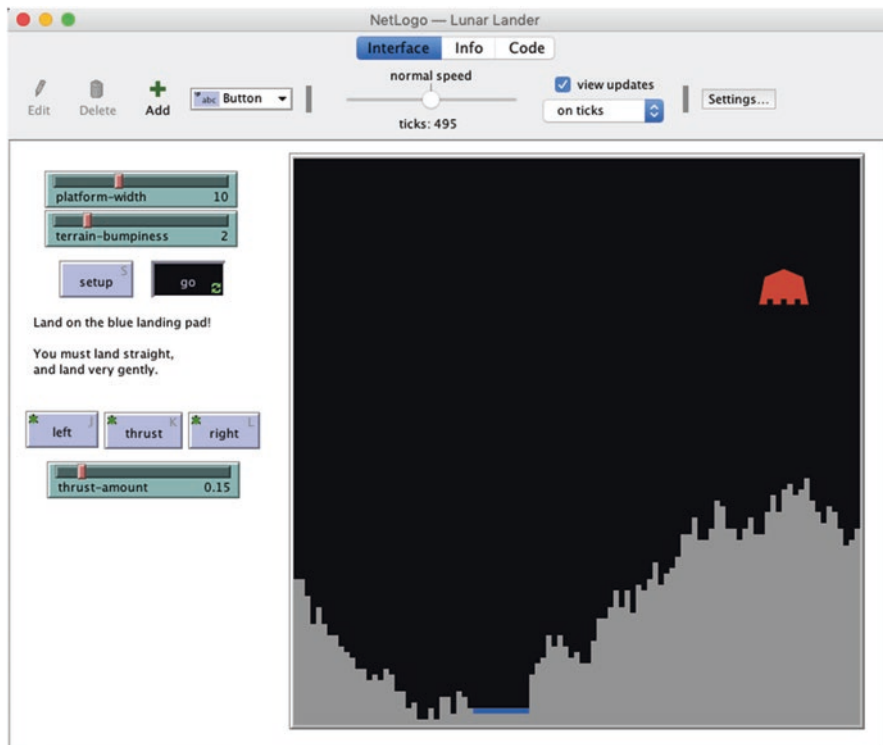 NetLogo — Lunar Lander
Interface Info Code
Edit Delete Add abc Button normal speed view updates Settings...
ticks: 495 on ticks
platform-width 10
terrain-bumpiness 2
setup S go
Land on the blue landing pad!
You must land straight,
and land very gently.
left J thrust K right L
thrust-amount 0.15